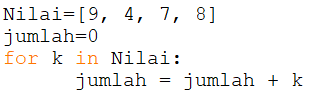 Nilai=[9, 4, 7, 8]
jumlah=0
for k in Nilai:
        jumlah = jumlah + k